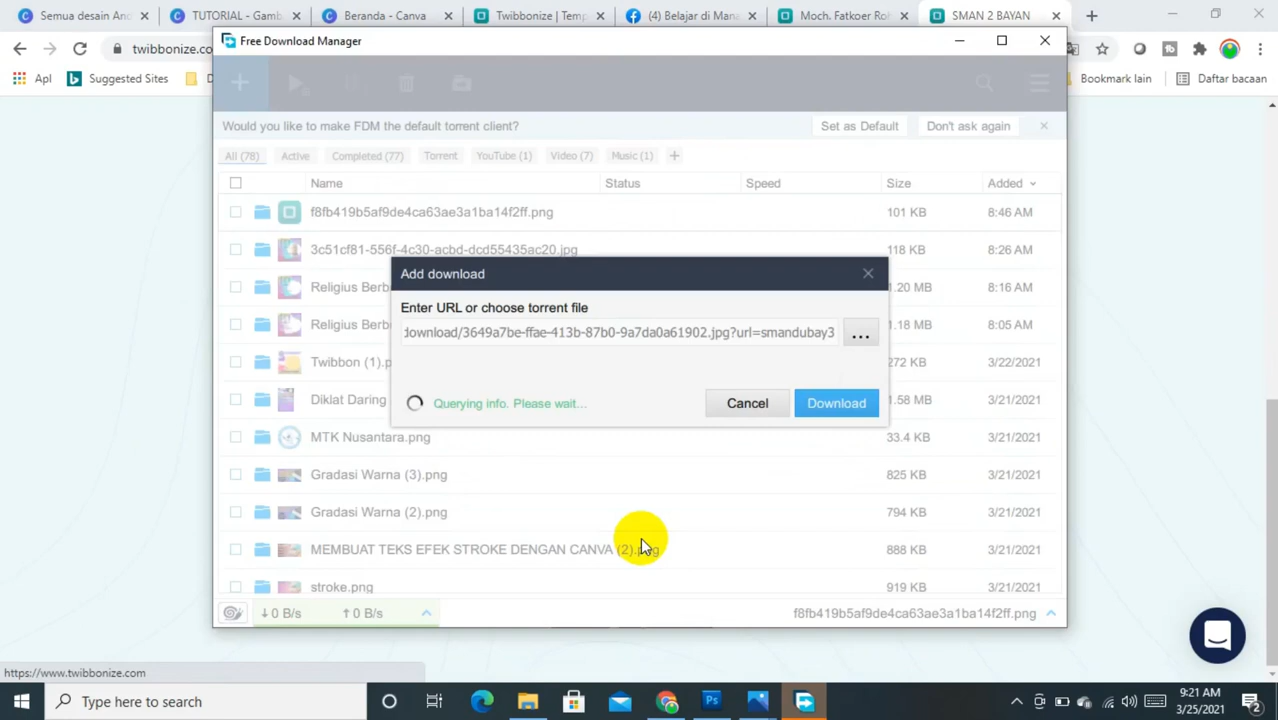 Semua desain And
TUTORIAL - Gamb
Beranda - Canva
Twibbonize | Temp
(4) Belajar di Mana
Moch. Fatkoer Roh
SMAN 2 BAYAN
twibbonize.co
Apl
Suggested Sites
D
Bookmark lain
Daftar bacaan
Free Download Manager
Would you like to make FDM the default torrent client?
Set as Default
Don't ask again
All (78)
Active
Completed (77)
Torrent
YouTube (1)
Video (7)
Music (1)
Name
Status
Speed
Size
Added
f8fb419b5af9de4ca63ae3a1ba14f2ff.png
101 KB
8:46 AM
3c51cf81-556f-4c30-acbd-dcd55435ac20.jpg
118 KB
8:26 AM
Religius Berb
.20 MB
8:16 AM
Religius Berb
.18 MB
8:05 AM
Twibbon (1).p
272 KB
3/22/2021
Diklat Daring
.58 MB
3/21/2021
MTK Nusantara.png
33.4 KB
3/21/2021
Gradasi Warna (3).png
825 KB
3/21/2021
Gradasi Warna (2).png
794 KB
3/21/2021
MEMBUAT TEKS EFEK STROKE DENGAN CANVA (2).png
888 KB
3/21/2021
stroke.png
919 KB
3/21/2021
Add download
Enter URL or choose torrent file
download/3649a7be-ffae-413b-87b0-9a7da0a61902.jpg?url=smandubay3
...
Querying info. Please wait...
Cancel
Download
0 B/s
0 B/s
f8fb419b5af9de4ca63ae3a1ba14f2ff.png
https://www.twibbonize.com
Type here to search
Ps
9:21 AM
3/25/2021
2